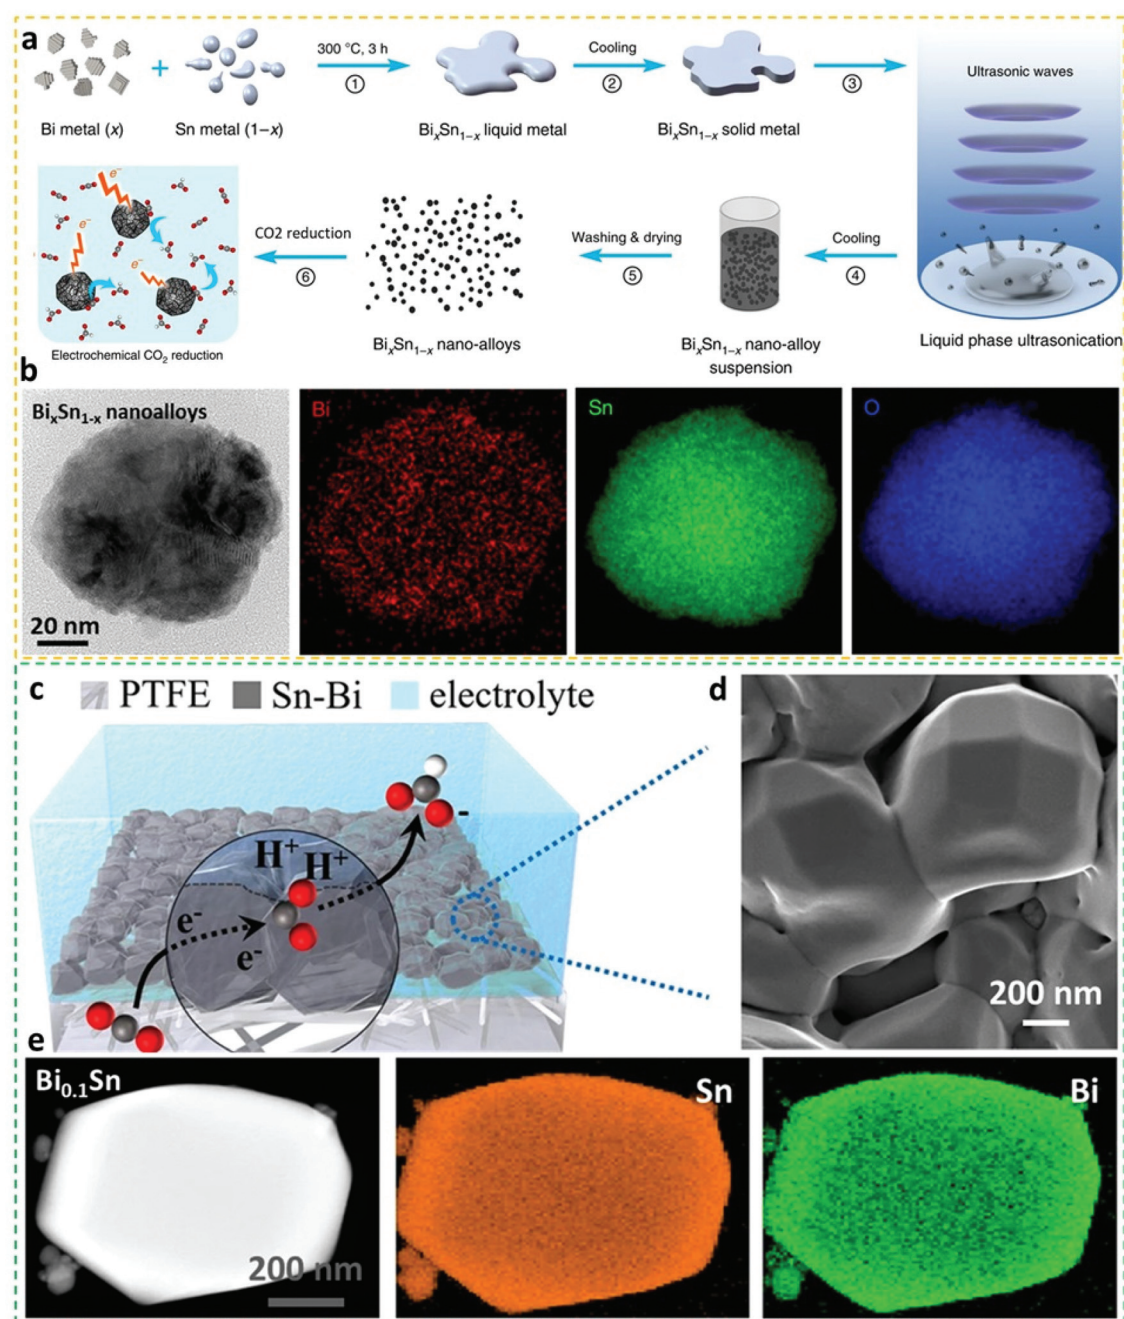 a
Bi metal (x)
+
Sn metal (1−x)
300 °C, 3 h
①
BiₓSn₁₋ₓ liquid metal
Cooling
②
BiₓSn₁₋ₓ solid metal
③
Ultrasonic waves
Liquid phase ultrasonication
Cooling
④
BiₓSn₁₋ₓ nano-alloy
suspension
Washing & drying
⑤
BiₓSn₁₋ₓ nano-alloys
CO2 reduction
⑥
e⁻
e⁻
e⁻
Electrochemical CO₂ reduction
b
BiₓSn₁₋ₓ nanoalloys
20 nm
Bi
Sn
O
c
PTFE Sn-Bi electrolyte
H⁺ H⁺
e⁻
e⁻
-
d
200 nm
e
Bi₀.₁Sn
200 nm
Sn
Bi